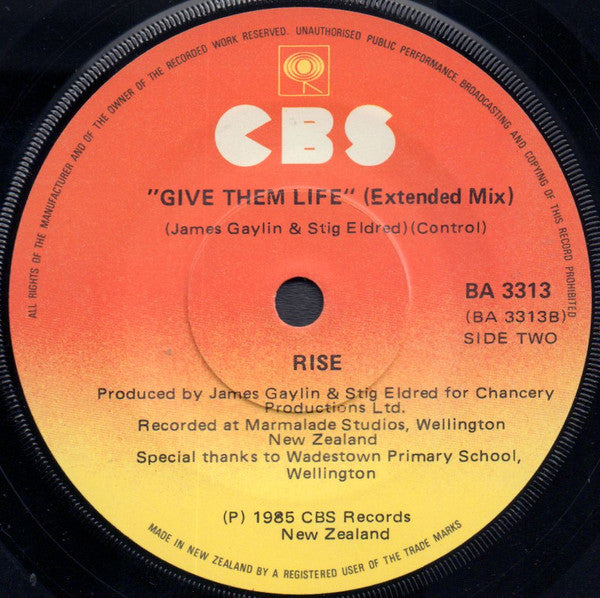 ALL RIGHTS OF THE MANUFACTURER AND OF THE OWNER OF THE RECORDED WORK RESERVED. UNAUTHORISED PUBLIC PERFORMANCE, BROADCASTING AND COPYING OF THIS RECORD PROHIBITED
CBS
"GIVE THEM LIFE" (Extended Mix)
(James Gaylin & Stig Eldred) (Control)
BA 3313
(BA 3313B)
SIDE TWO
RISE
Produced by James Gaylin & Stig Eldred for Chancery
Productions Ltd.
Recorded at Marmalade Studios, Wellington
New Zealand
Special thanks to Wadestown Primary School,
Wellington
(P) 1985 CBS Records
New Zealand
MADE IN NEW ZEALAND BY A REGISTERED USER OF THE TRADE MARKS